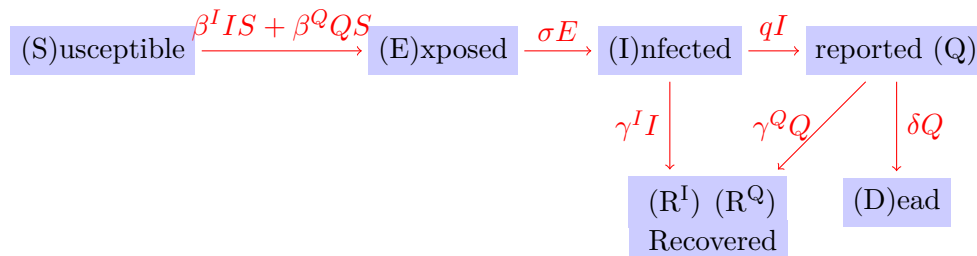 β^I IS + β^Q QS
σE
qI
(S)usceptible
(E)xposed
(I)nfected
reported (Q)
γ^I I
γ^Q Q
δQ
(R^I) (R^Q)
Recovered
(D)ead